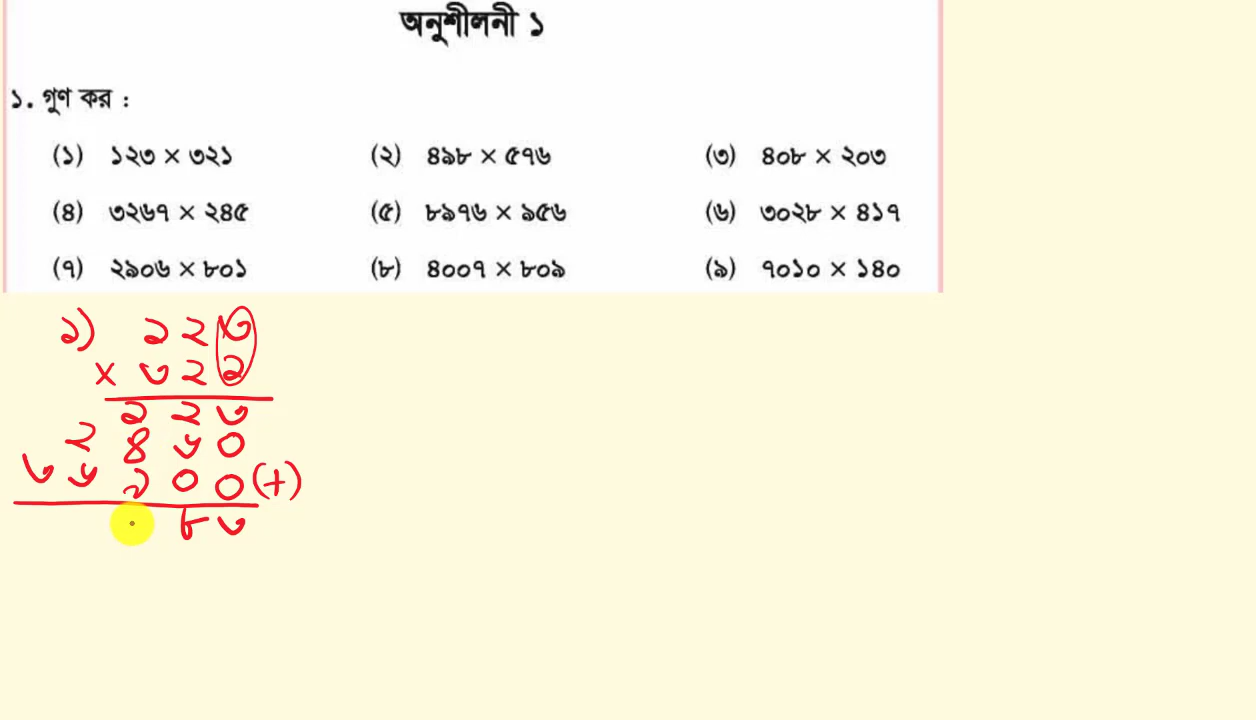 অনুশীলনী ১
১. গুণ কর :
(১) ১২৩ × ৩২১ (২) ৪৯৮ × ৫৭৬ (৩) ৪০৮ × ২০৩
(৪) ৩২৬৭ × ২৪৫ (৫) ৮৯৭৬ × ৯৫৬ (৬) ৩০২৮ × ৪১৭
(৭) ২৯০৬ × ৮০১ (৮) ৪০০৭ × ৮০৯ (৯) ৭০১০ × ১৪০
১) ১২৩
× ৩২১
১২৩
২৪৬০
৩৬৯০০ (+)
৮৩